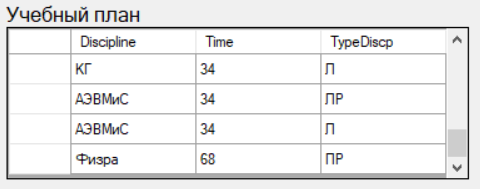 Учебный план
Discipline Time TypeDiscp
КГ 34 Л
АЭВМиС 34 ЛР
АЭВМиС 34 Л
Физра 68 ПР